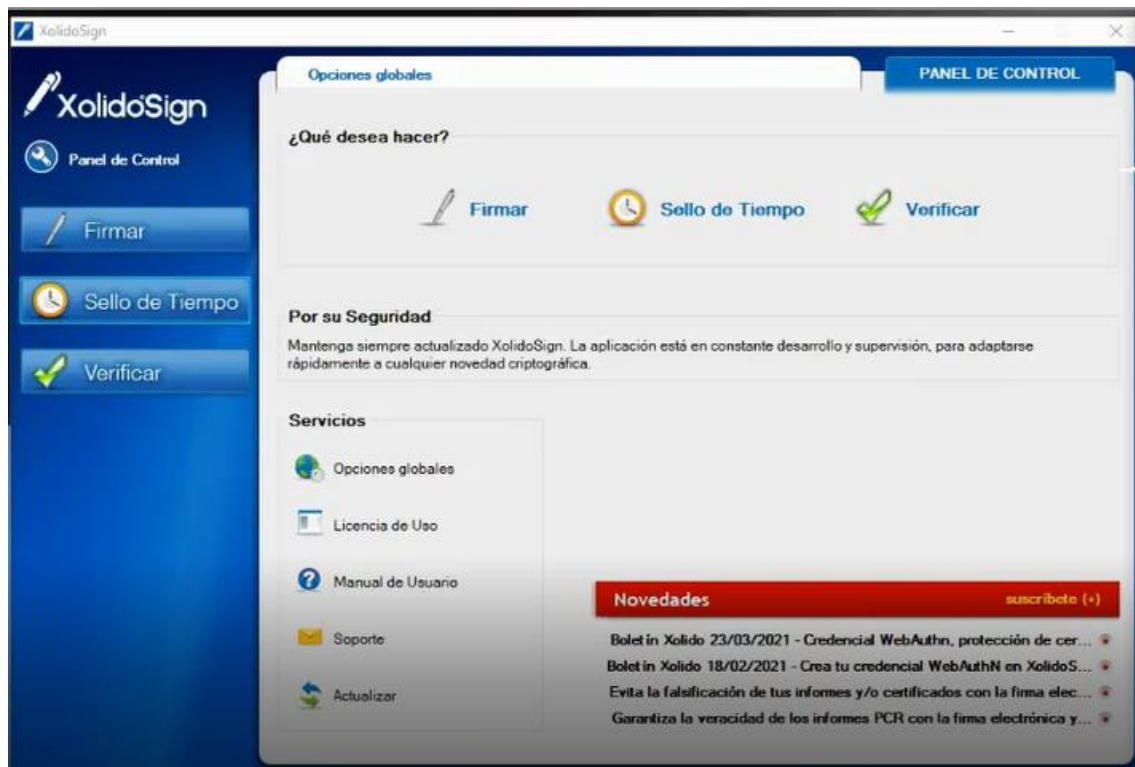 XolidoSign
XolidoSign
Panel de Control
Firmar
Sello de Tiempo
Verificar
Opciones globales
PANEL DE CONTROL
¿Qué desea hacer?
Firmar
Sello de Tiempo
Verificar
Por su Seguridad
Mantenga siempre actualizado XolidoSign. La aplicación está en constante desarrollo y supervisión, para adaptarse
rápidamente a cualquier novedad criptográfica.
Servicios
Opciones globales
Licencia de Uso
Manual de Usuario
Soporte
Actualizar
Novedades
suscríbete (+)
Boletín Xolido 23/03/2021 - Credencial WebAuthn, protección de cer...
Boletín Xolido 18/02/2021 - Crea tu credencial WebAuthN en XolidoS...
Evita la falsificación de tus informes y/o certificados con la firma elec...
Garantiza la veracidad de los informes PCR con la firma electrónica y...